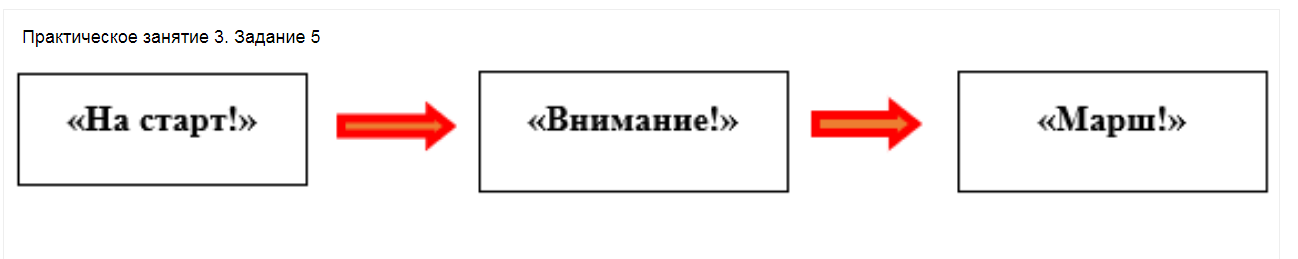 Практическое занятие 3. Задание 5
«На старт!» «Внимание!» «Марш!»